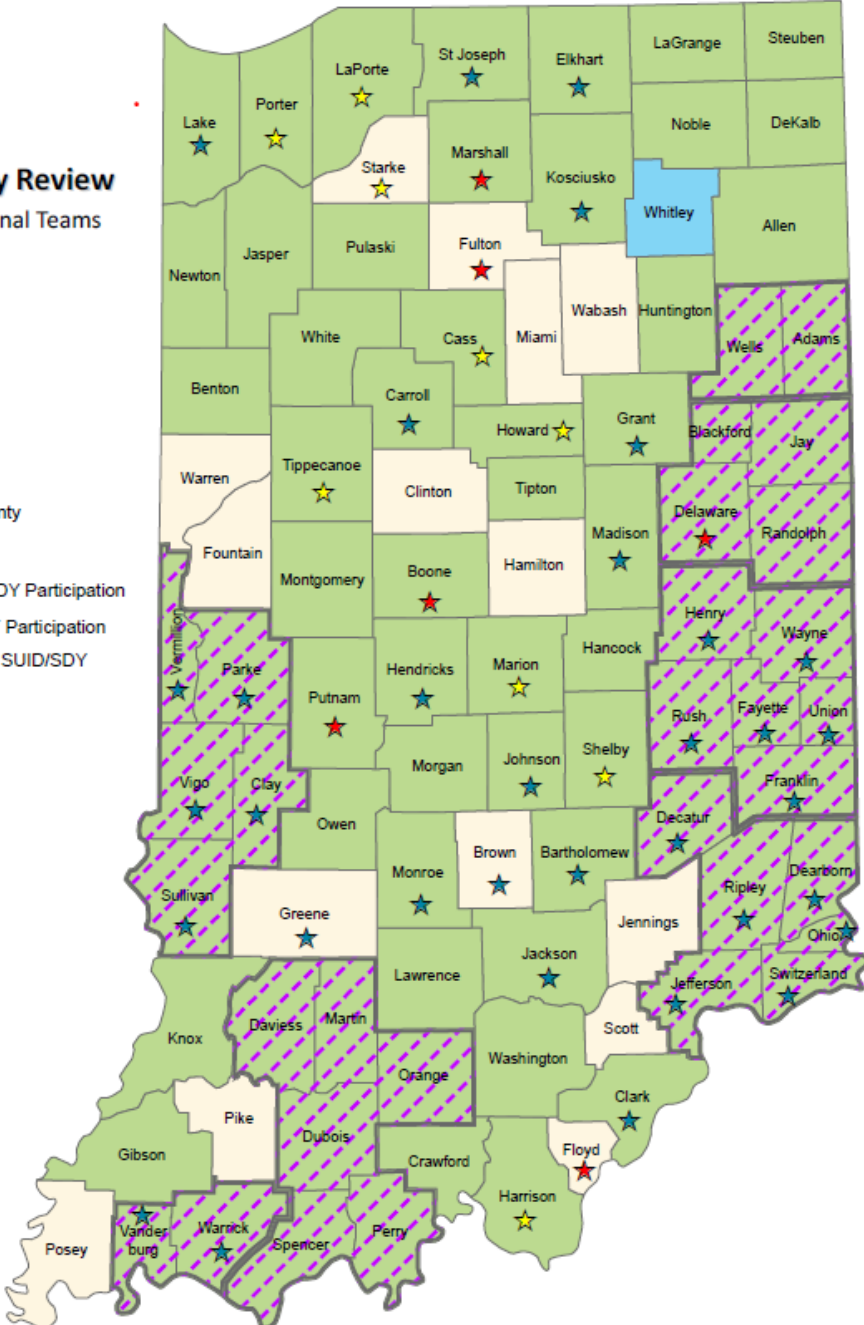 y Review
nal Teams
nty
DY Participation
Participation
SUID/SDY
St Joseph
Elkhart
LaGrange
Steuben
LaPorte
Porter
Lake
Noble
DeKalb
Starke
Marshall
Kosciusko
Whitley
Allen
Newton
Jasper
Pulaski
Fulton
Wabash
Huntington
Miami
White
Cass
Wells
Adams
Benton
Carroll
Howard
Grant
Blackford
Jay
Warren
Tippecanoe
Clinton
Tipton
Madison
Delaware
Randolph
Fountain
Montgomery
Boone
Hamilton
Henry
Wayne
Vermillion
Parke
Putnam
Hendricks
Marion
Hancock
Rush
Fayette
Union
Vigo
Clay
Morgan
Johnson
Shelby
Franklin
Owen
Decatur
Sullivan
Greene
Monroe
Brown
Bartholomew
Jennings
Ripley
Dearborn
Ohio
Lawrence
Jackson
Jefferson
Switzerland
Knox
Daviess
Martin
Orange
Washington
Scott
Clark
Gibson
Pike
Dubois
Crawford
Floyd
Harrison
Posey
Vander
burg
Warrick
Spencer
Perry